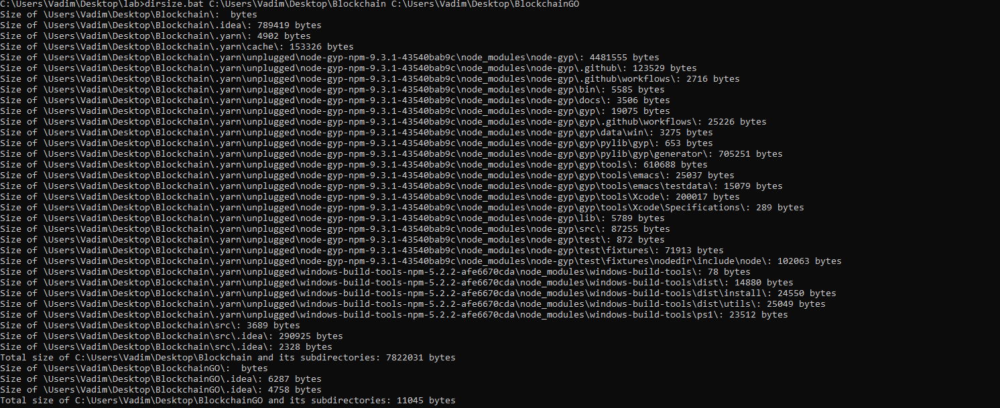 C:\Users\Vadim\Desktop\lab>dirsize.bat C:\Users\Vadim\Desktop\Blockchain C:\Users\Vadim\Desktop\BlockchainGO
Size of \Users\Vadim\Desktop\Blockchain\:  bytes
Size of \Users\Vadim\Desktop\Blockchain\.idea\: 789419 bytes
Size of \Users\Vadim\Desktop\Blockchain\.yarn\: 4902 bytes
Size of \Users\Vadim\Desktop\Blockchain\.yarn\cache\: 153326 bytes
Size of \Users\Vadim\Desktop\Blockchain\.yarn\unplugged\node-gyp-npm-9.3.1-43540bab9c\node_modules\node-gyp\: 4481555 bytes
Size of \Users\Vadim\Desktop\Blockchain\.yarn\unplugged\node-gyp-npm-9.3.1-43540bab9c\node_modules\node-gyp\.github\: 123529 bytes
Size of \Users\Vadim\Desktop\Blockchain\.yarn\unplugged\node-gyp-npm-9.3.1-43540bab9c\node_modules\node-gyp\.github\workflows\: 2716 bytes
Size of \Users\Vadim\Desktop\Blockchain\.yarn\unplugged\node-gyp-npm-9.3.1-43540bab9c\node_modules\node-gyp\bin\: 5585 bytes
Size of \Users\Vadim\Desktop\Blockchain\.yarn\unplugged\node-gyp-npm-9.3.1-43540bab9c\node_modules\node-gyp\docs\: 3506 bytes
Size of \Users\Vadim\Desktop\Blockchain\.yarn\unplugged\node-gyp-npm-9.3.1-43540bab9c\node_modules\node-gyp\gyp\: 19075 bytes
Size of \Users\Vadim\Desktop\Blockchain\.yarn\unplugged\node-gyp-npm-9.3.1-43540bab9c\node_modules\node-gyp\gyp\.github\workflows\: 25226 bytes
Size of \Users\Vadim\Desktop\Blockchain\.yarn\unplugged\node-gyp-npm-9.3.1-43540bab9c\node_modules\node-gyp\gyp\data\win\: 3275 bytes
Size of \Users\Vadim\Desktop\Blockchain\.yarn\unplugged\node-gyp-npm-9.3.1-43540bab9c\node_modules\node-gyp\gyp\pylib\gyp\: 653 bytes
Size of \Users\Vadim\Desktop\Blockchain\.yarn\unplugged\node-gyp-npm-9.3.1-43540bab9c\node_modules\node-gyp\gyp\pylib\gyp\generator\: 705251 bytes
Size of \Users\Vadim\Desktop\Blockchain\.yarn\unplugged\node-gyp-npm-9.3.1-43540bab9c\node_modules\node-gyp\gyp\tools\: 610688 bytes
Size of \Users\Vadim\Desktop\Blockchain\.yarn\unplugged\node-gyp-npm-9.3.1-43540bab9c\node_modules\node-gyp\gyp\tools\emacs\: 25037 bytes
Size of \Users\Vadim\Desktop\Blockchain\.yarn\unplugged\node-gyp-npm-9.3.1-43540bab9c\node_modules\node-gyp\gyp\tools\emacs\testdata\: 15079 bytes
Size of \Users\Vadim\Desktop\Blockchain\.yarn\unplugged\node-gyp-npm-9.3.1-43540bab9c\node_modules\node-gyp\gyp\tools\Xcode\: 200017 bytes
Size of \Users\Vadim\Desktop\Blockchain\.yarn\unplugged\node-gyp-npm-9.3.1-43540bab9c\node_modules\node-gyp\gyp\tools\Xcode\Specifications\: 289 bytes
Size of \Users\Vadim\Desktop\Blockchain\.yarn\unplugged\node-gyp-npm-9.3.1-43540bab9c\node_modules\node-gyp\lib\: 5789 bytes
Size of \Users\Vadim\Desktop\Blockchain\.yarn\unplugged\node-gyp-npm-9.3.1-43540bab9c\node_modules\node-gyp\src\: 87255 bytes
Size of \Users\Vadim\Desktop\Blockchain\.yarn\unplugged\node-gyp-npm-9.3.1-43540bab9c\node_modules\node-gyp\test\: 872 bytes
Size of \Users\Vadim\Desktop\Blockchain\.yarn\unplugged\node-gyp-npm-9.3.1-43540bab9c\node_modules\node-gyp\test\fixtures\: 71913 bytes
Size of \Users\Vadim\Desktop\Blockchain\.yarn\unplugged\node-gyp-npm-9.3.1-43540bab9c\node_modules\node-gyp\test\fixtures\nodedir\include\node\: 102063 bytes
Size of \Users\Vadim\Desktop\Blockchain\.yarn\unplugged\windows-build-tools-npm-5.2.2-afe6670cda\node_modules\windows-build-tools\: 78 bytes
Size of \Users\Vadim\Desktop\Blockchain\.yarn\unplugged\windows-build-tools-npm-5.2.2-afe6670cda\node_modules\windows-build-tools\dist\: 14880 bytes
Size of \Users\Vadim\Desktop\Blockchain\.yarn\unplugged\windows-build-tools-npm-5.2.2-afe6670cda\node_modules\windows-build-tools\dist\install\: 24550 bytes
Size of \Users\Vadim\Desktop\Blockchain\.yarn\unplugged\windows-build-tools-npm-5.2.2-afe6670cda\node_modules\windows-build-tools\dist\utils\: 25049 bytes
Size of \Users\Vadim\Desktop\Blockchain\.yarn\unplugged\windows-build-tools-npm-5.2.2-afe6670cda\node_modules\windows-build-tools\ps1\: 23512 bytes
Size of \Users\Vadim\Desktop\Blockchain\src\: 3689 bytes
Size of \Users\Vadim\Desktop\Blockchain\src\.idea\: 290925 bytes
Size of \Users\Vadim\Desktop\Blockchain\src\.idea\: 2328 bytes
Total size of C:\Users\Vadim\Desktop\Blockchain and its subdirectories: 7822031 bytes
Size of \Users\Vadim\Desktop\BlockchainGO\:  bytes
Size of \Users\Vadim\Desktop\BlockchainGO\.idea\: 6287 bytes
Size of \Users\Vadim\Desktop\BlockchainGO\.idea\: 4758 bytes
Total size of C:\Users\Vadim\Desktop\BlockchainGO and its subdirectories: 11045 bytes